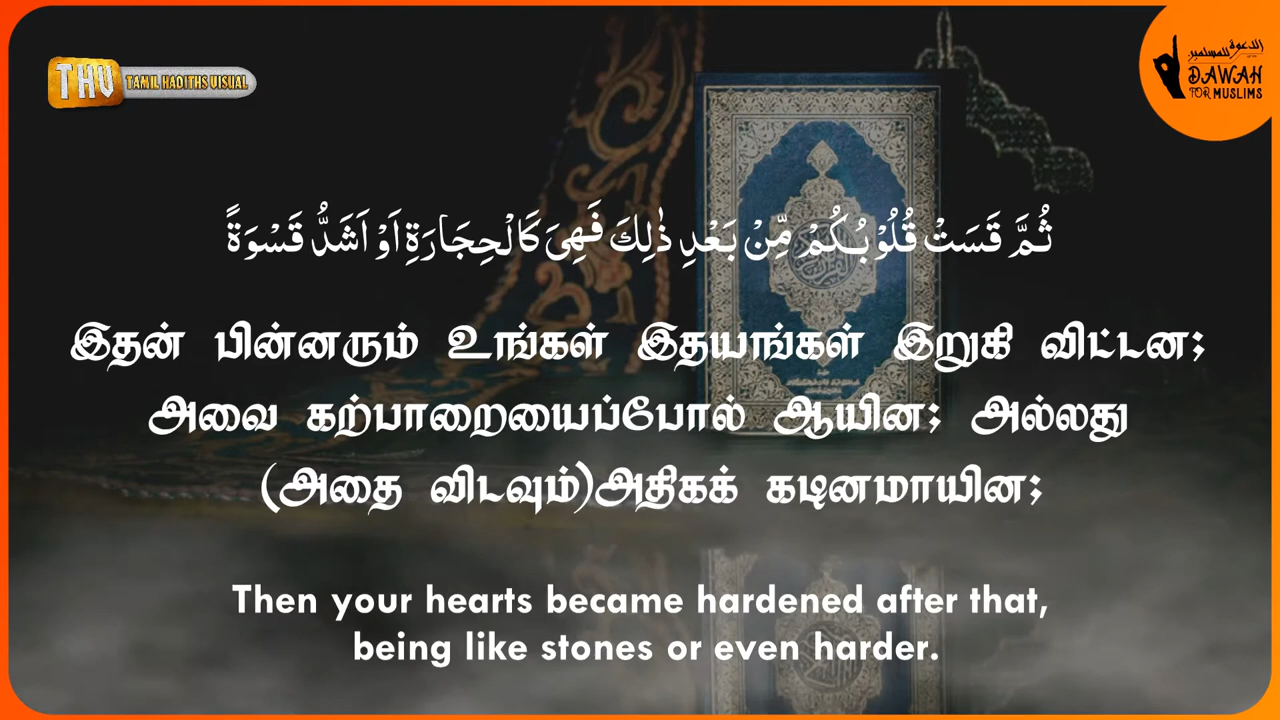 THV TAMIL HADITHS VISUAL
الدعوة للمسلمين
DAWAH
FOR MUSLIMS
ثُمَّ قَسَتْ قُلُوْبُكُمْ مِّنْ بَعْدِ ذٰلِكَ فَهِىَ كَالْحِجَارَةِ اَوْ اَشَدُّ قَسْوَةً
இதன் பின்னரும் உங்கள் இதயங்கள் இறுகி விட்டன;
அவை கற்பாறையைப்போல் ஆயின; அல்லது
(அதை விடவும்)அதிகக் கடினமாயின;
Then your hearts became hardened after that,
being like stones or even harder.